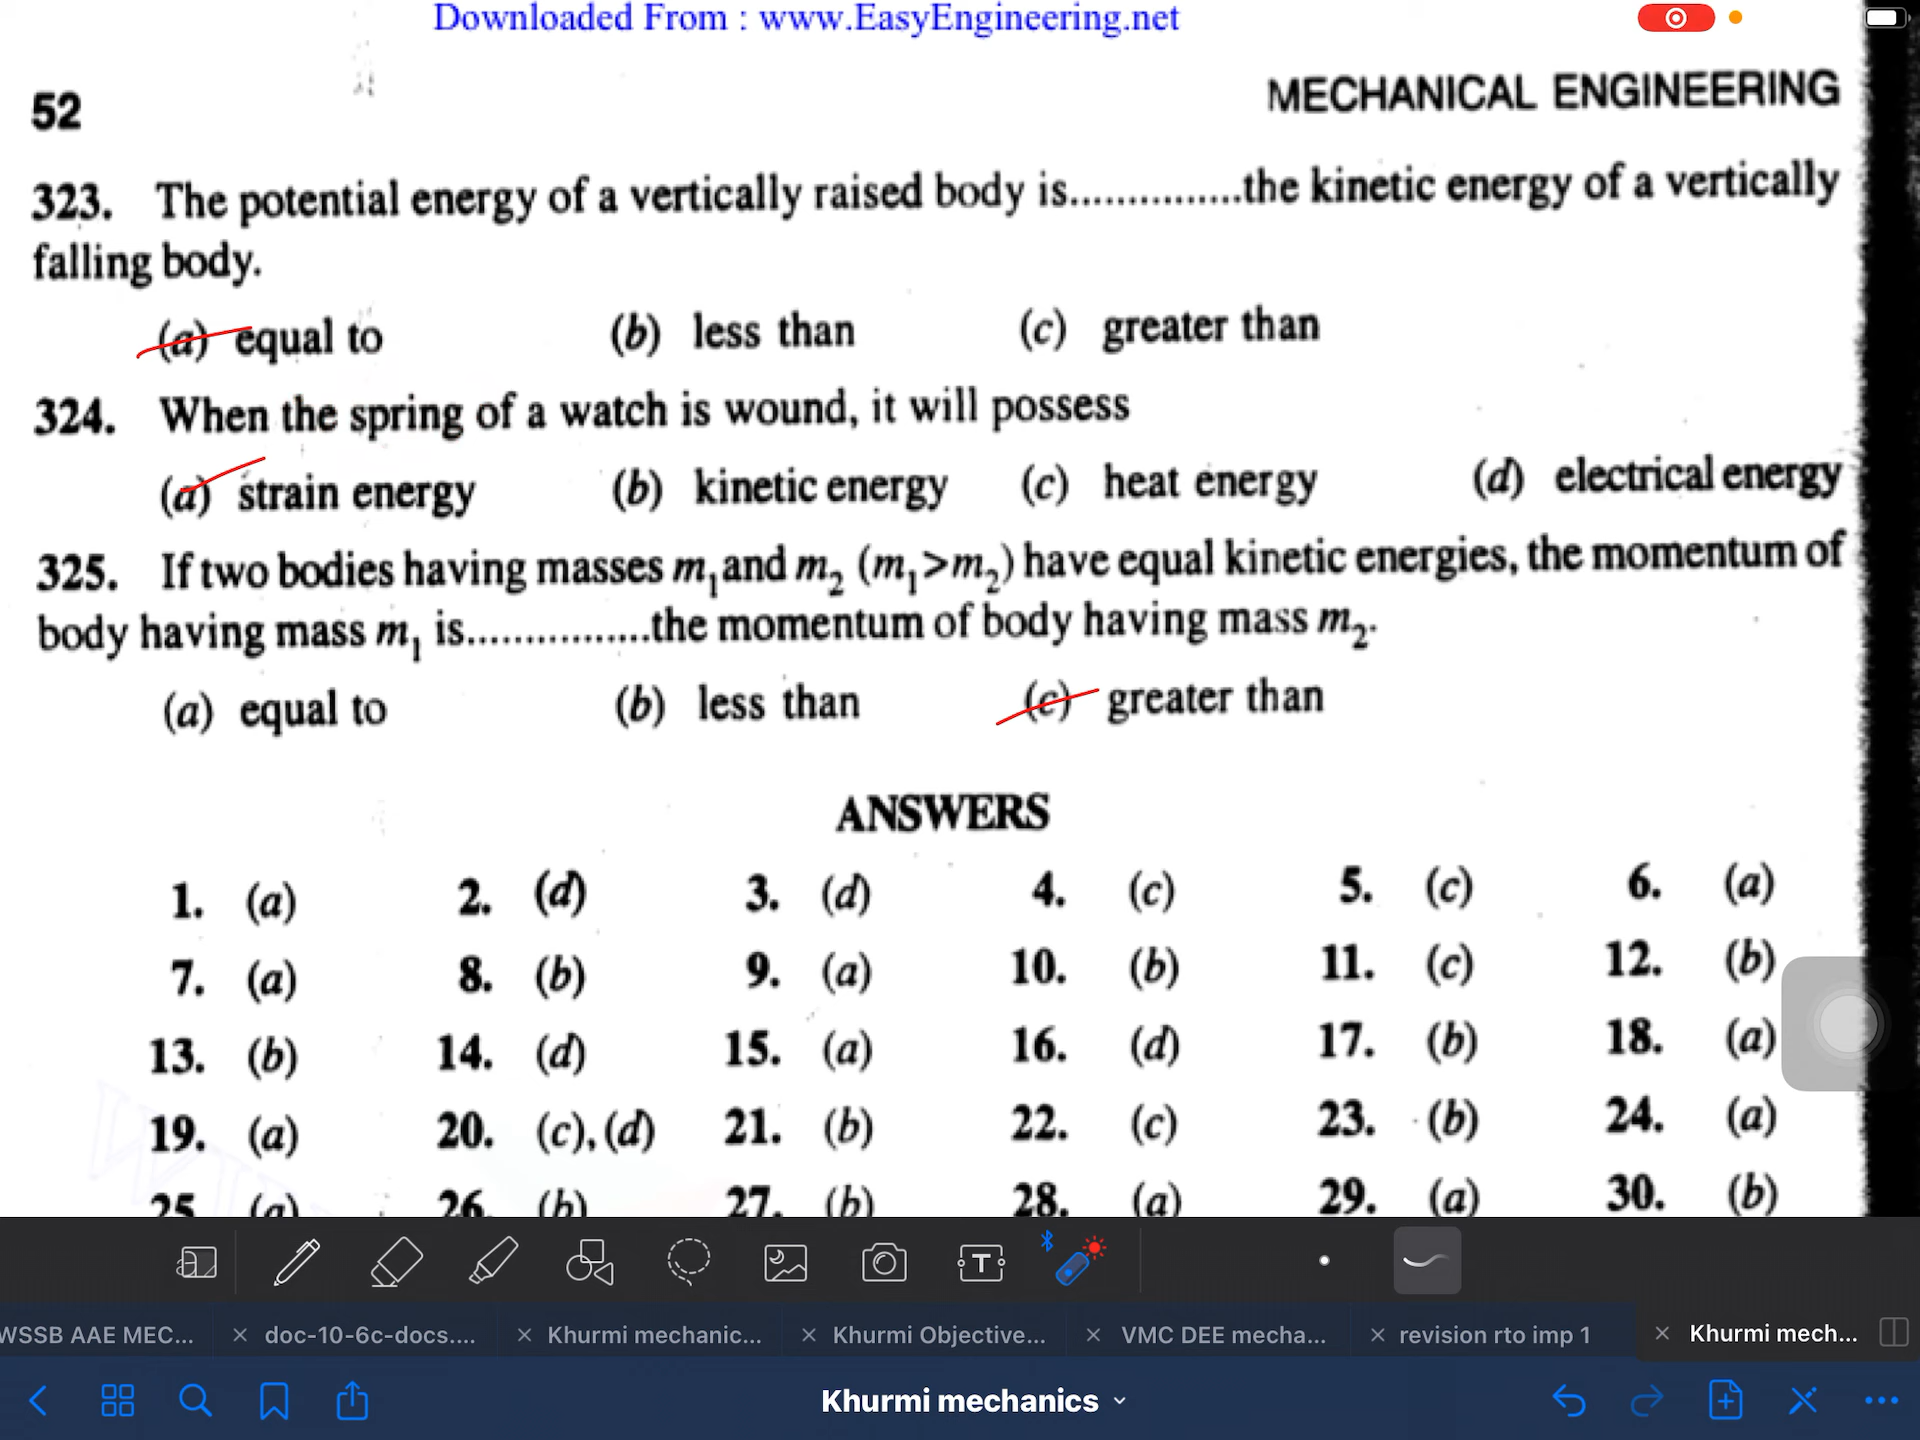 Downloaded From : www.EasyEngineering.net
52
MECHANICAL ENGINEERING
323. The potential energy of a vertically raised body is...............the kinetic energy of a vertically
falling body.
(a) equal to (b) less than (c) greater than
324. When the spring of a watch is wound, it will possess
(a) strain energy (b) kinetic energy (c) heat energy (d) electrical energy
325. If two bodies having masses m₁ and m₂ (m₁>m₂) have equal kinetic energies, the momentum of
body having mass m₁ is................the momentum of body having mass m₂.
(a) equal to (b) less than (c) greater than
ANSWERS
1. (a) 2. (d) 3. (d) 4. (c) 5. (c) 6. (a)
7. (a) 8. (b) 9. (a) 10. (b) 11. (c) 12. (b)
13. (b) 14. (d) 15. (a) 16. (d) 17. (b) 18. (a)
19. (a) 20. (c), (d) 21. (b) 22. (c) 23. (b) 24. (a)
25 (a) 26. (b) 27. (b) 28. (a) 29. (a) 30. (b)
WSSB AAE MEC... doc-10-6c-docs.... Khurmi mechanic... Khurmi Objective... VMC DEE mecha... revision rto imp 1 Khurmi mech...
Khurmi mechanics